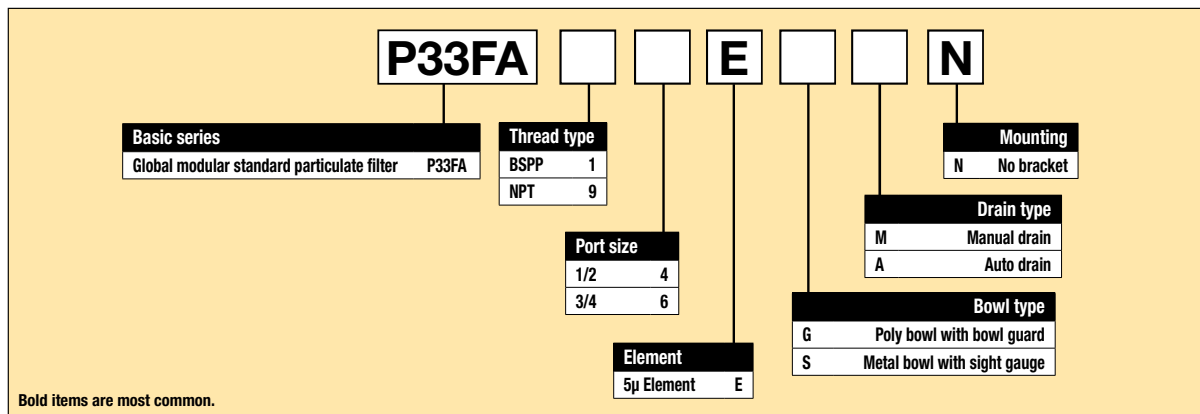 P33FA E N
Basic series
Global modular standard particulate filter P33FA
Thread type
BSPP 1
NPT 9
Port size
1/2 4
3/4 6
Element
5µ Element E
Mounting
N No bracket
Drain type
M Manual drain
A Auto drain
Bowl type
G Poly bowl with bowl guard
S Metal bowl with sight gauge
Bold items are most common.